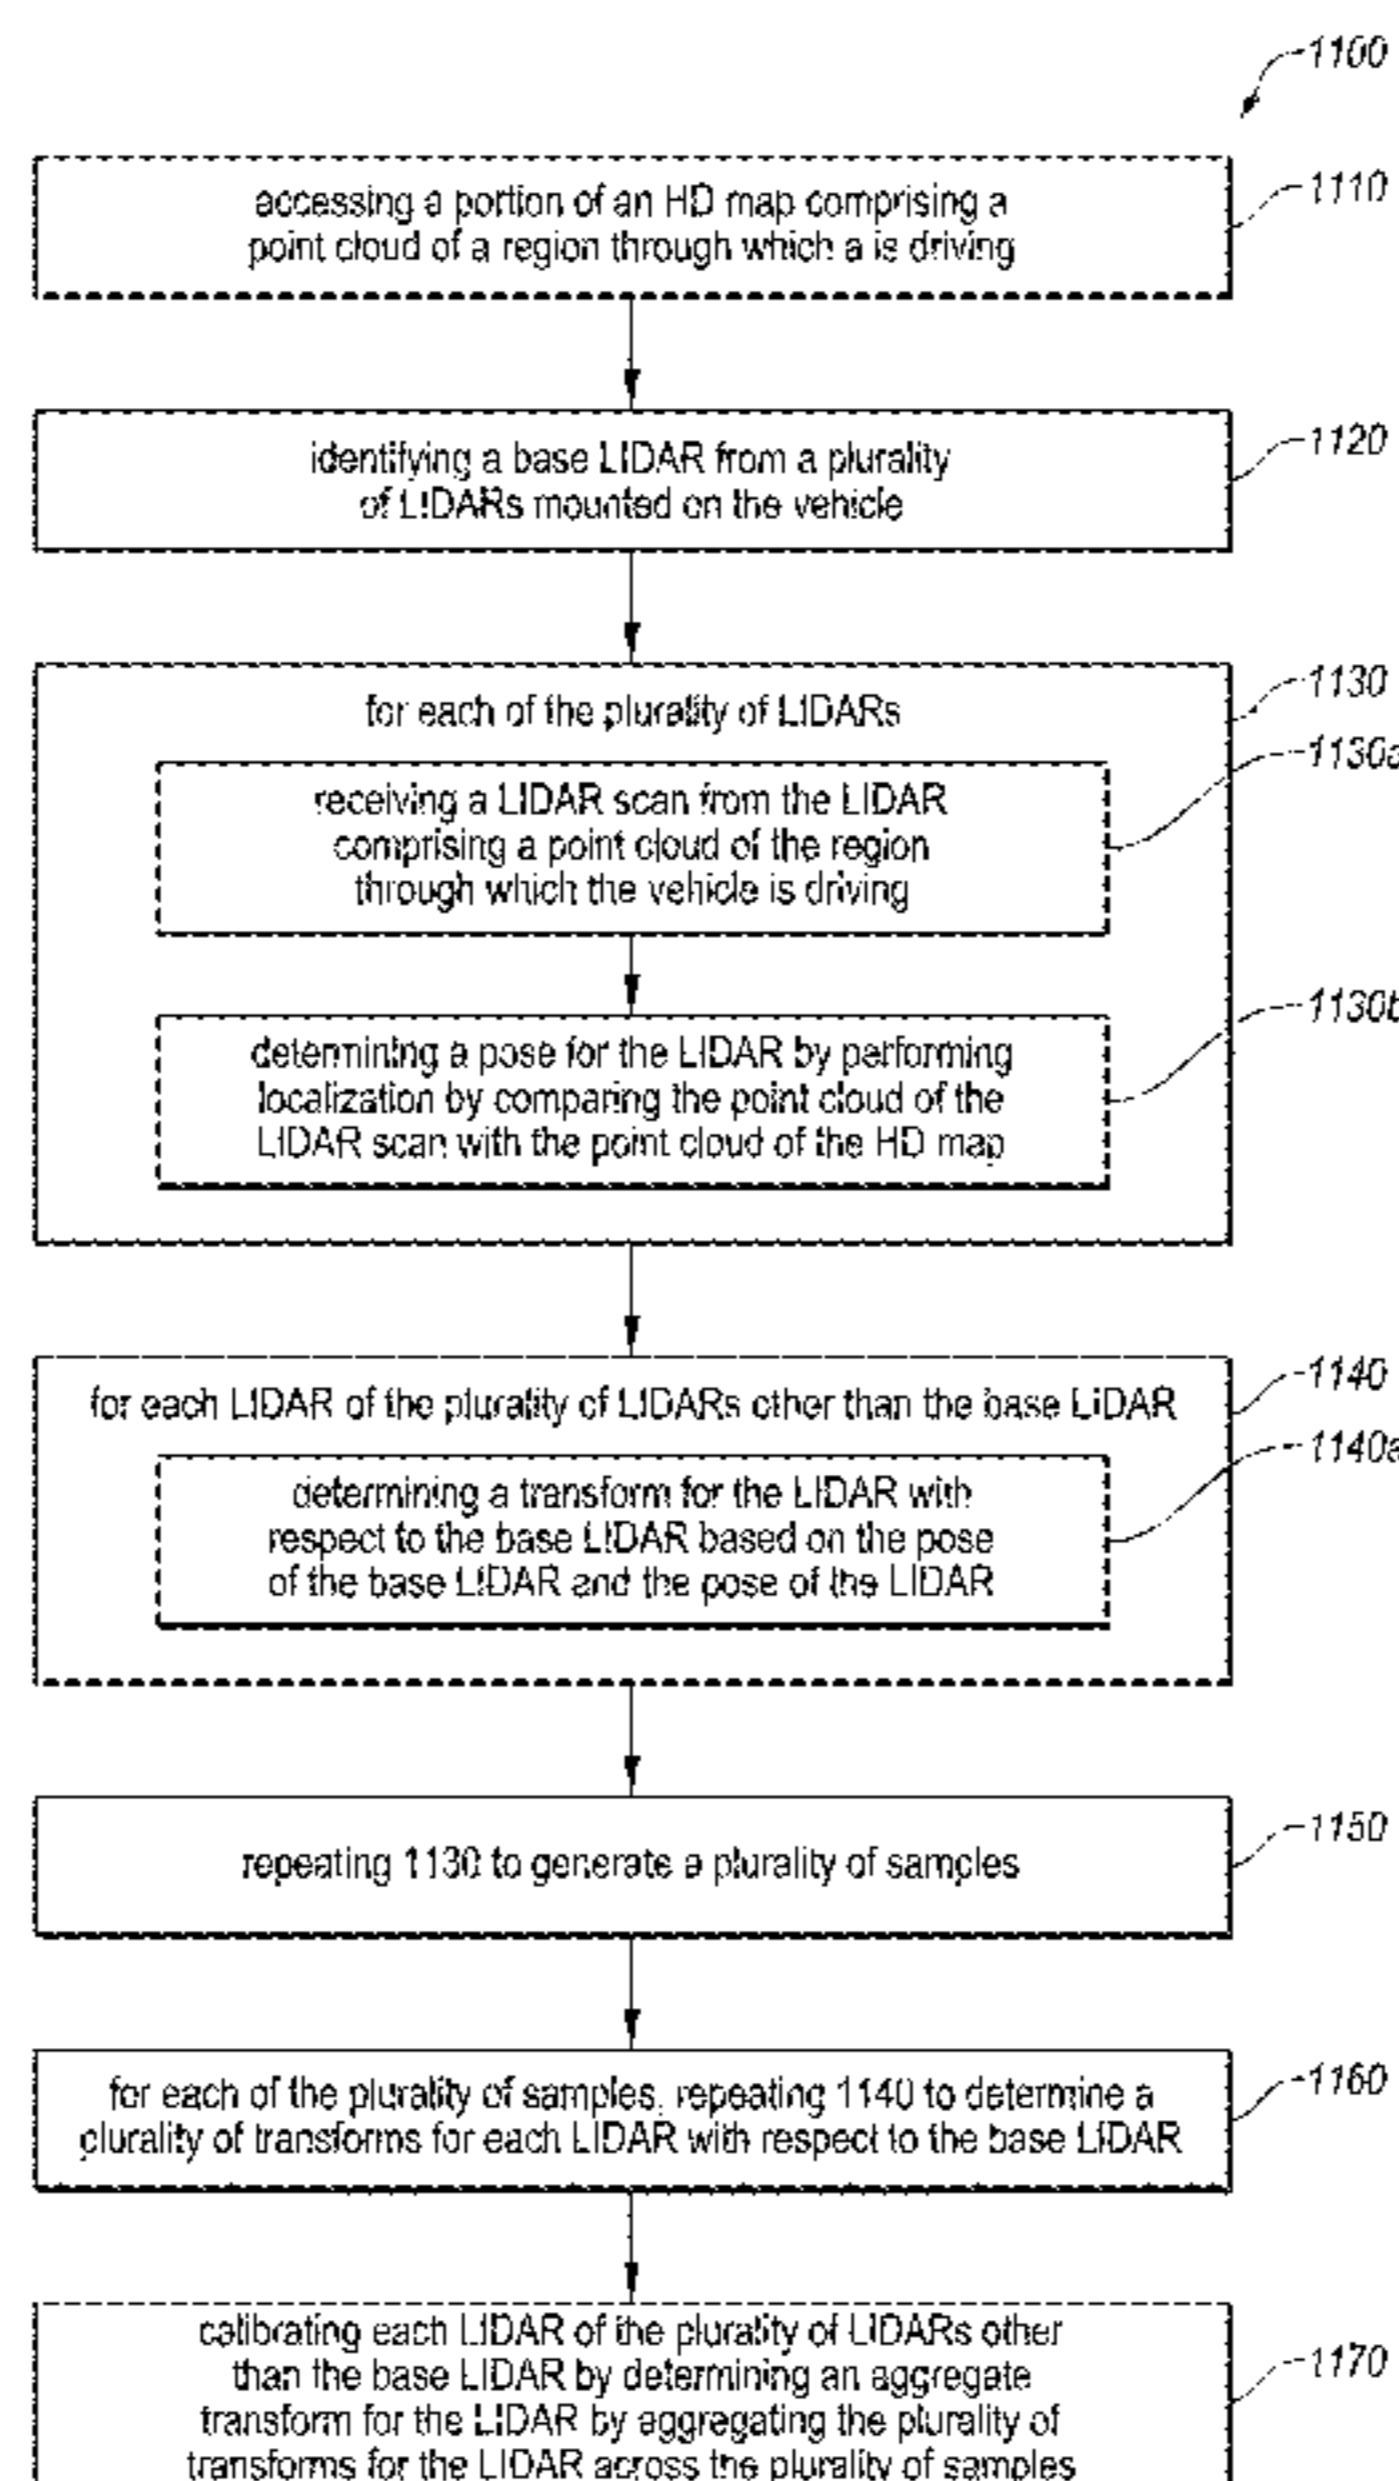 1100
accessing a portion of an HD map comprising a
point cloud of a region through which a is driving
1110
identifying a base LIDAR from a plurality
of LIDARs mounted on the vehicle
1120
for each of the plurality of LIDARs
1130
receiving a LIDAR scan from the LIDAR
comprising a point cloud of the region
through which the vehicle is driving
1130a
determining a pose for the LIDAR by performing
localization by comparing the point cloud of the
LIDAR scan with the point cloud of the HD map
1130b
for each LIDAR of the plurality of LIDARs other than the base LIDAR
1140
determining a transform for the LIDAR with
respect to the base LIDAR based on the pose
of the base LIDAR and the pose of the LIDAR
1140a
repeating 1130 to generate a plurality of samples
1150
for each of the plurality of samples, repeating 1140 to determine a
plurality of transforms for each LIDAR with respect to the base LIDAR
1160
calibrating each LIDAR of the plurality of LIDARs other
than the base LIDAR by determining an aggregate
transform for the LIDAR by aggregating the plurality of
transforms for the LIDAR across the plurality of samples
1170